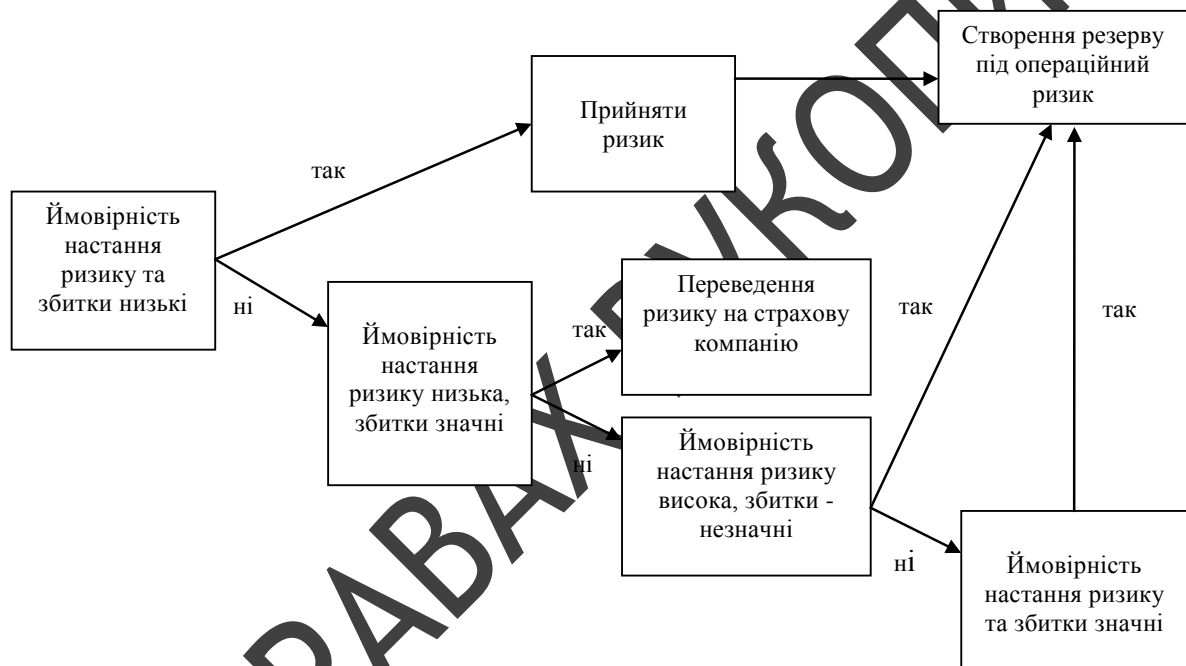 Створення резерву
під операційний
ризик
Прийняти
ризик
так
Ймовірність
настання
ризику та
збитки низькі
ні
Ймовірність
настання
ризику низька,
збитки значні
так
Переведення
ризику на страхову
компанію
ні
Ймовірність
настання ризику
висока, збитки -
незначні
так
так
ні
Ймовірність
настання ризику
та збитки значні